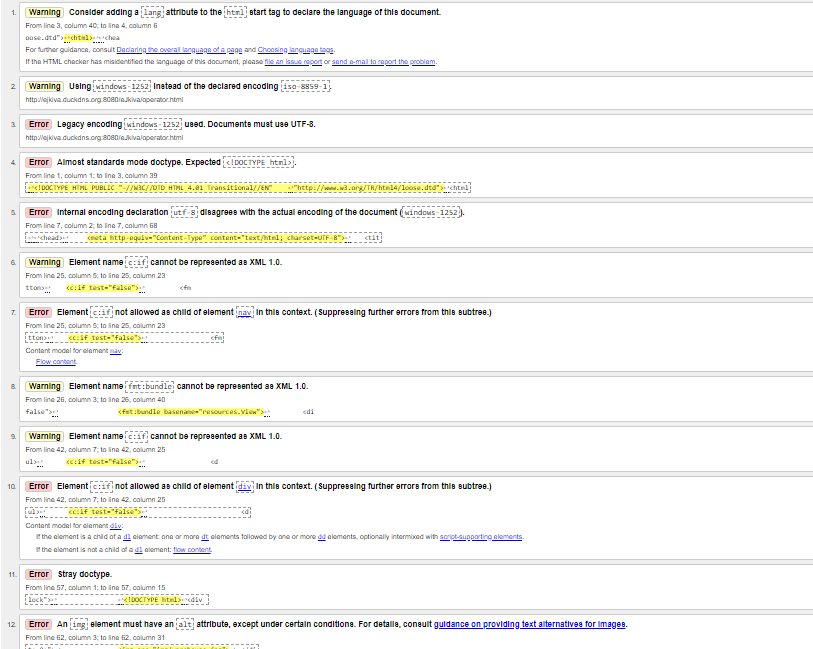 1. Warning Consider adding a lang attribute to the html start tag to declare the language of this document.
From line 3, column 40; to line 4, column 6
oose.dtd">↩<html>↩↩<hea
For further guidance, consult Declaring the overall language of a page and Choosing language tags.
If the HTML checker has misidentified the language of this document, please file an issue report or send e-mail to report the problem.
2. Warning Using windows-1252 instead of the declared encoding iso-8859-1.
http://ejkiva.duckdns.org:8080/eJkiva/operator.html
3. Error Legacy encoding windows-1252 used. Documents must use UTF-8.
http://ejkiva.duckdns.org:8080/eJkiva/operator.html
4. Error Almost standards mode doctype. Expected <!DOCTYPE html>.
From line 1, column 1; to line 3, column 39
↩<!DOCTYPE HTML PUBLIC "-//W3C//DTD HTML 4.01 Transitional//EN" ↩"http://www.w3.org/TR/html4/loose.dtd">↩<html
5. Error Internal encoding declaration utf-8 disagrees with the actual encoding of the document (windows-1252).
From line 7, column 2; to line 7, column 68
↩↩<head>↩ <meta http-equiv="Content-Type" content="text/html; charset=UTF-8">↩ <tit
6. Warning Element name c:if cannot be represented as XML 1.0.
From line 25, column 5; to line 25, column 23
tton>↩ <c:if test="false">↩ <fm
7. Error Element c:if not allowed as child of element nav in this context. (Suppressing further errors from this subtree.)
From line 25, column 5; to line 25, column 23
tton>↩ <c:if test="false">↩ <fm
Content model for element nav:
Flow content.
8. Warning Element name fmt:bundle cannot be represented as XML 1.0.
From line 26, column 3; to line 26, column 40
false">↩ <fmt:bundle basename="resources.View">↩ <di
9. Warning Element name c:if cannot be represented as XML 1.0.
From line 42, column 7; to line 42, column 25
ul>↩ <c:if test="false">↩ <d
10. Error Element c:if not allowed as child of element div in this context. (Suppressing further errors from this subtree.)
From line 42, column 7; to line 42, column 25
ul>↩ <c:if test="false">↩ <d
Content model for element div:
If the element is a child of a dl element: one or more dt elements followed by one or more dd elements, optionally intermixed with script-supporting elements.
If the element is not a child of a dl element: flow content.
11. Error Stray doctype.
From line 57, column 1; to line 57, column 15
lock">↩ ↩<!DOCTYPE html>↩<div
12. Error An img element must have an alt attribute, except under certain conditions. For details, consult guidance on providing text alternatives for images.
From line 62, column 3; to line 62, column 31